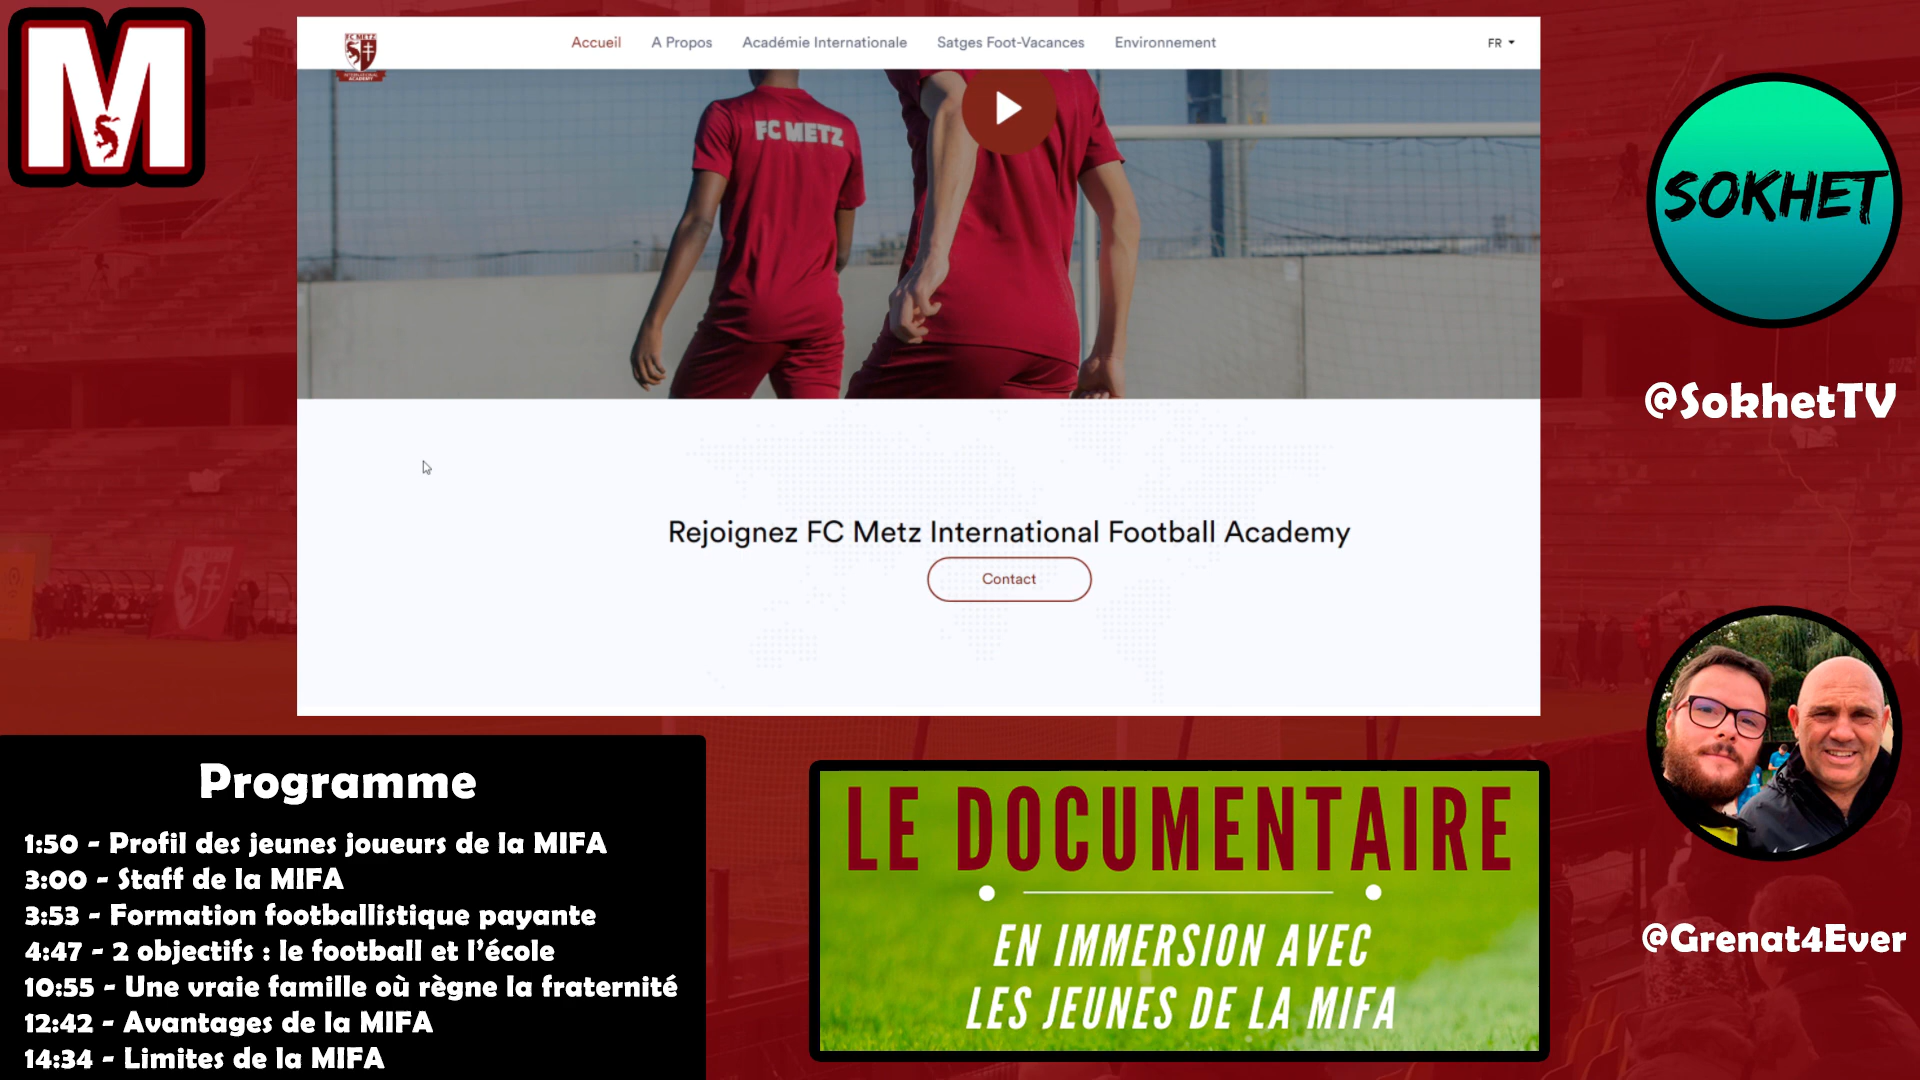 M
FC METZ
INTERNATIONAL
ACADEMY
Accueil
A Propos
Académie Internationale
Satges Foot-Vacances
Environnement
FR
FC METZ
Rejoignez FC Metz International Football Academy
Contact
SOKHET
@SokhetTV
@Grenat4Ever
Programme
1:50 - Profil des jeunes joueurs de la MIFA
3:00 - Staff de la MIFA
3:53 - Formation footballistique payante
4:47 - 2 objectifs : le football et l'école
10:55 - Une vraie famille où règne la fraternité
12:42 - Avantages de la MIFA
14:34 - Limites de la MIFA
LE DOCUMENTAIRE
EN IMMERSION AVEC
LES JEUNES DE LA MIFA